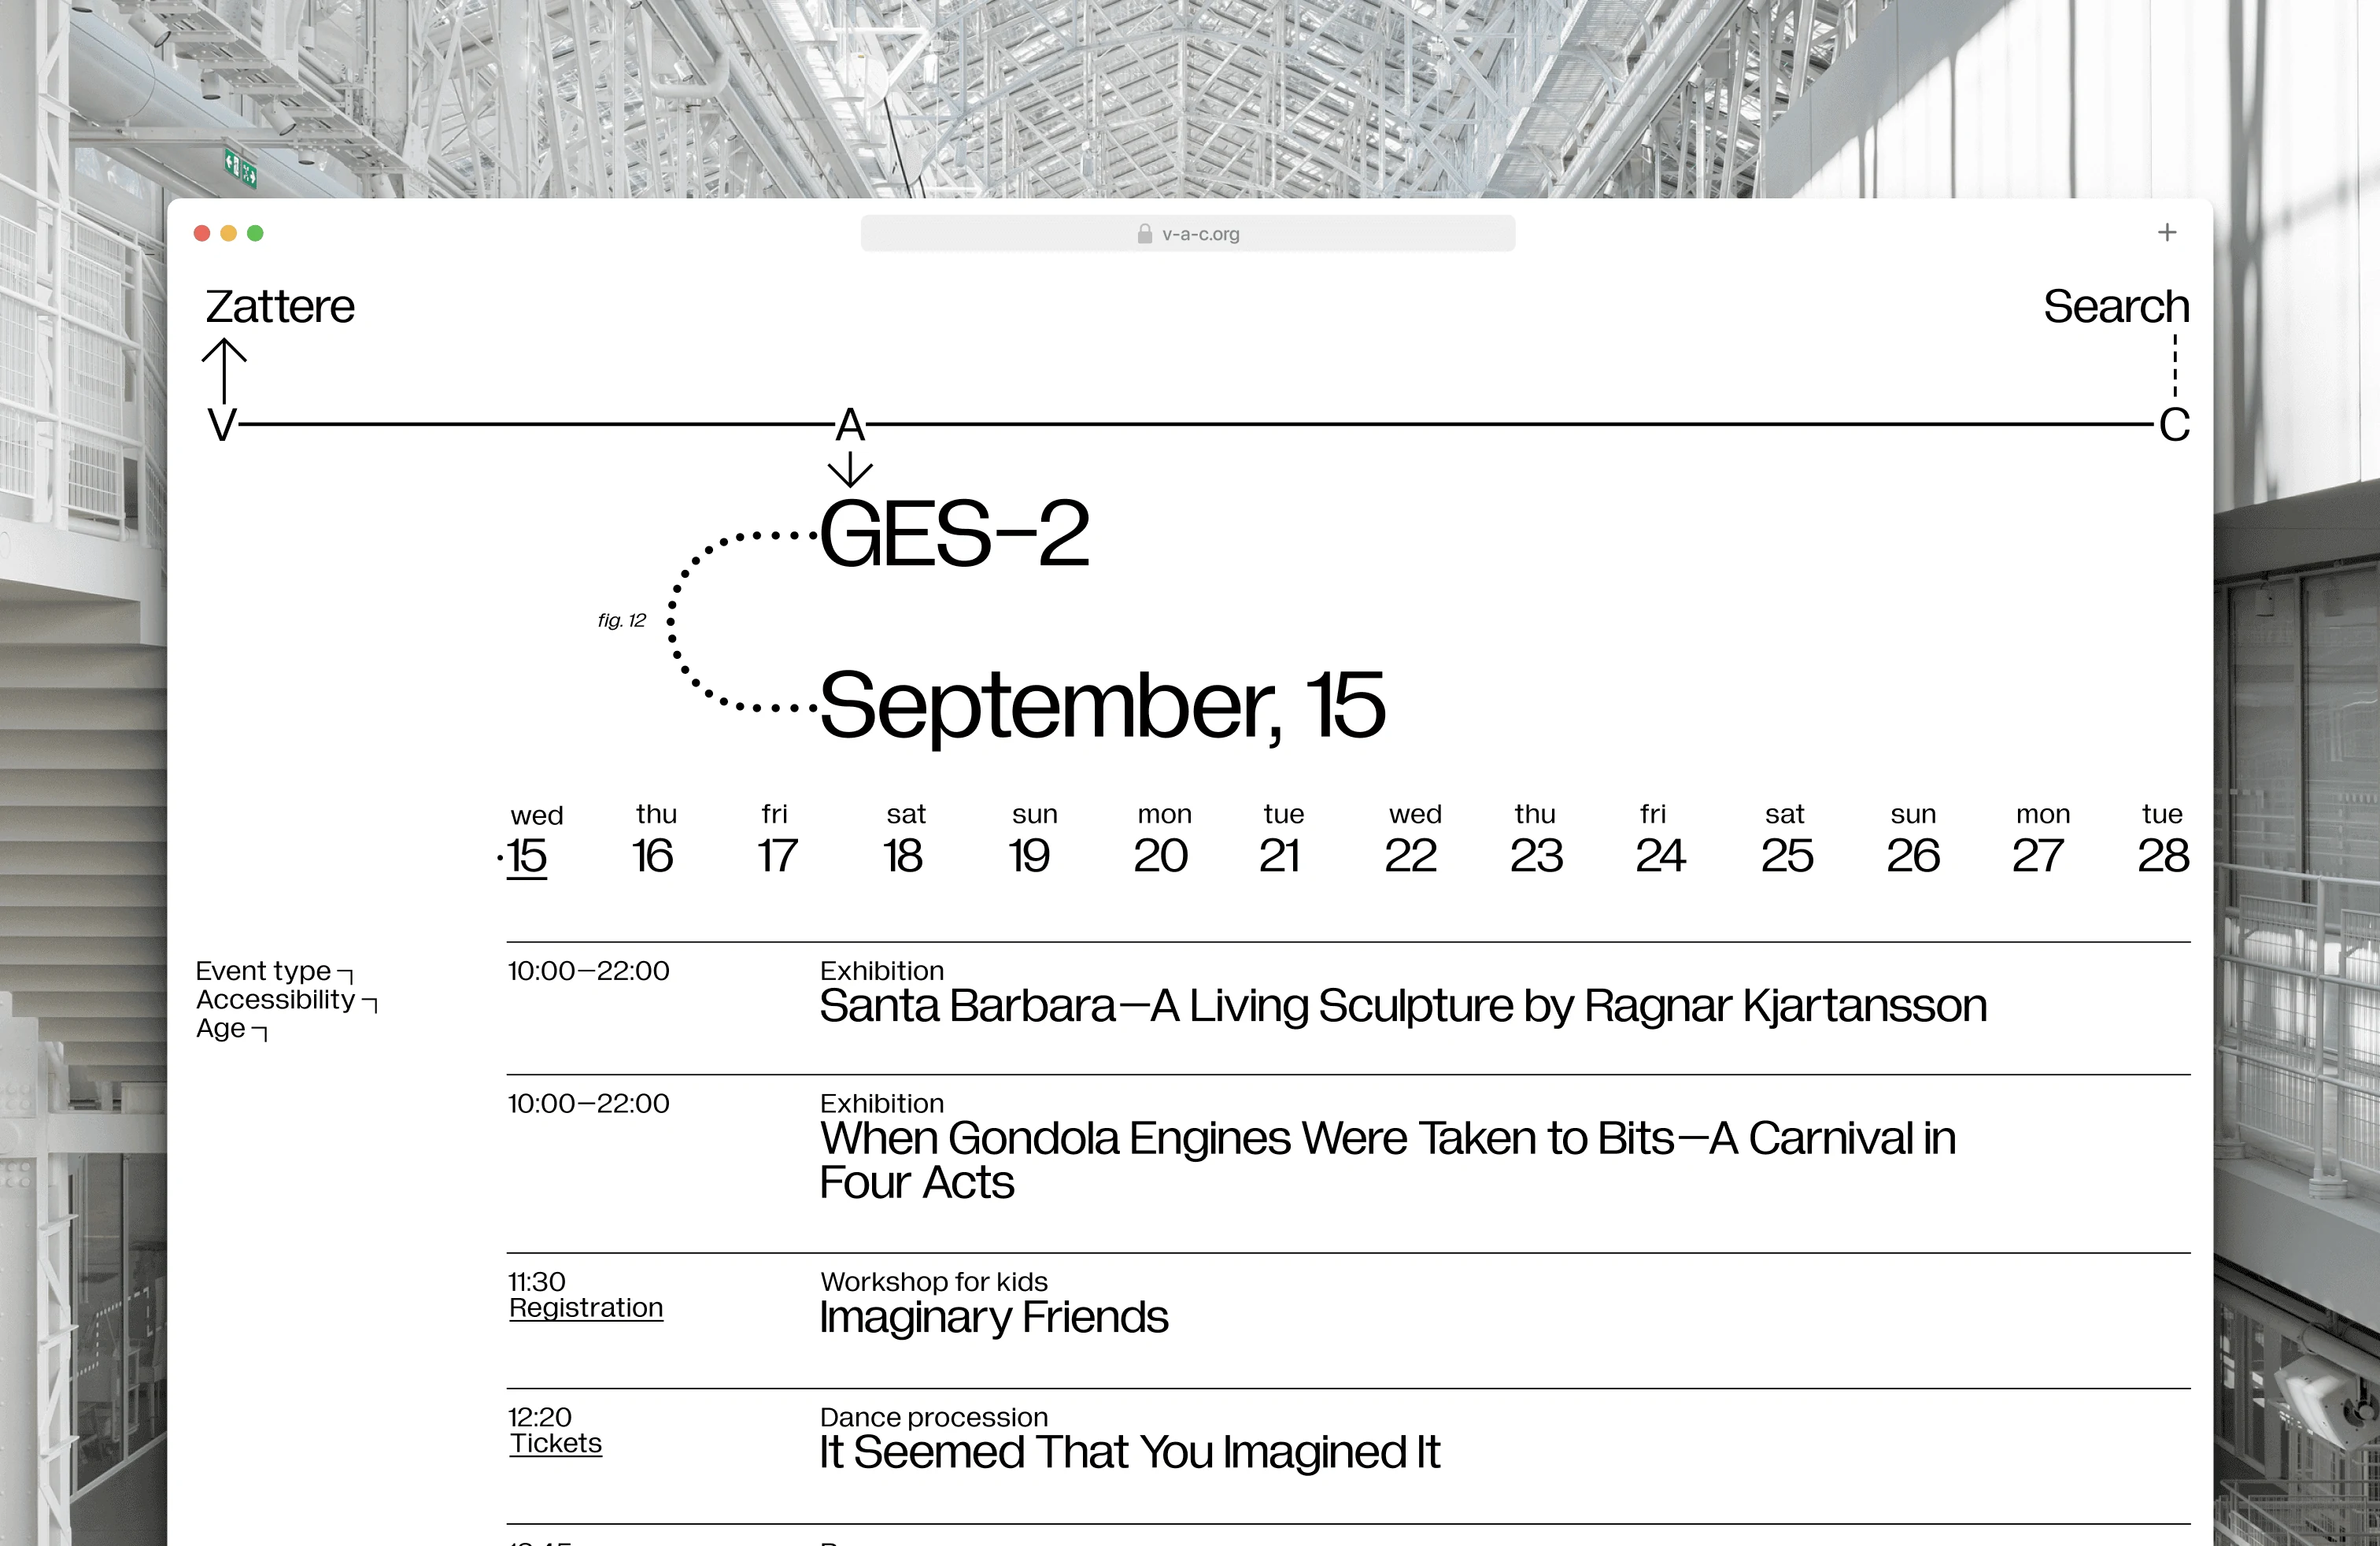 v-a-c.org
Zattere
Search
V A C
GES–2
fig. 12
September, 15
wed thu fri sat sun mon tue wed thu fri sat sun mon tue
·15 16 17 18 19 20 21 22 23 24 25 26 27 28
Event type
Accessibility
Age
10:00—22:00
Exhibition
Santa Barbara—A Living Sculpture by Ragnar Kjartansson
10:00—22:00
Exhibition
When Gondola Engines Were Taken to Bits—A Carnival in
Four Acts
11:30
Registration
Workshop for kids
Imaginary Friends
12:20
Tickets
Dance procession
It Seemed That You Imagined It